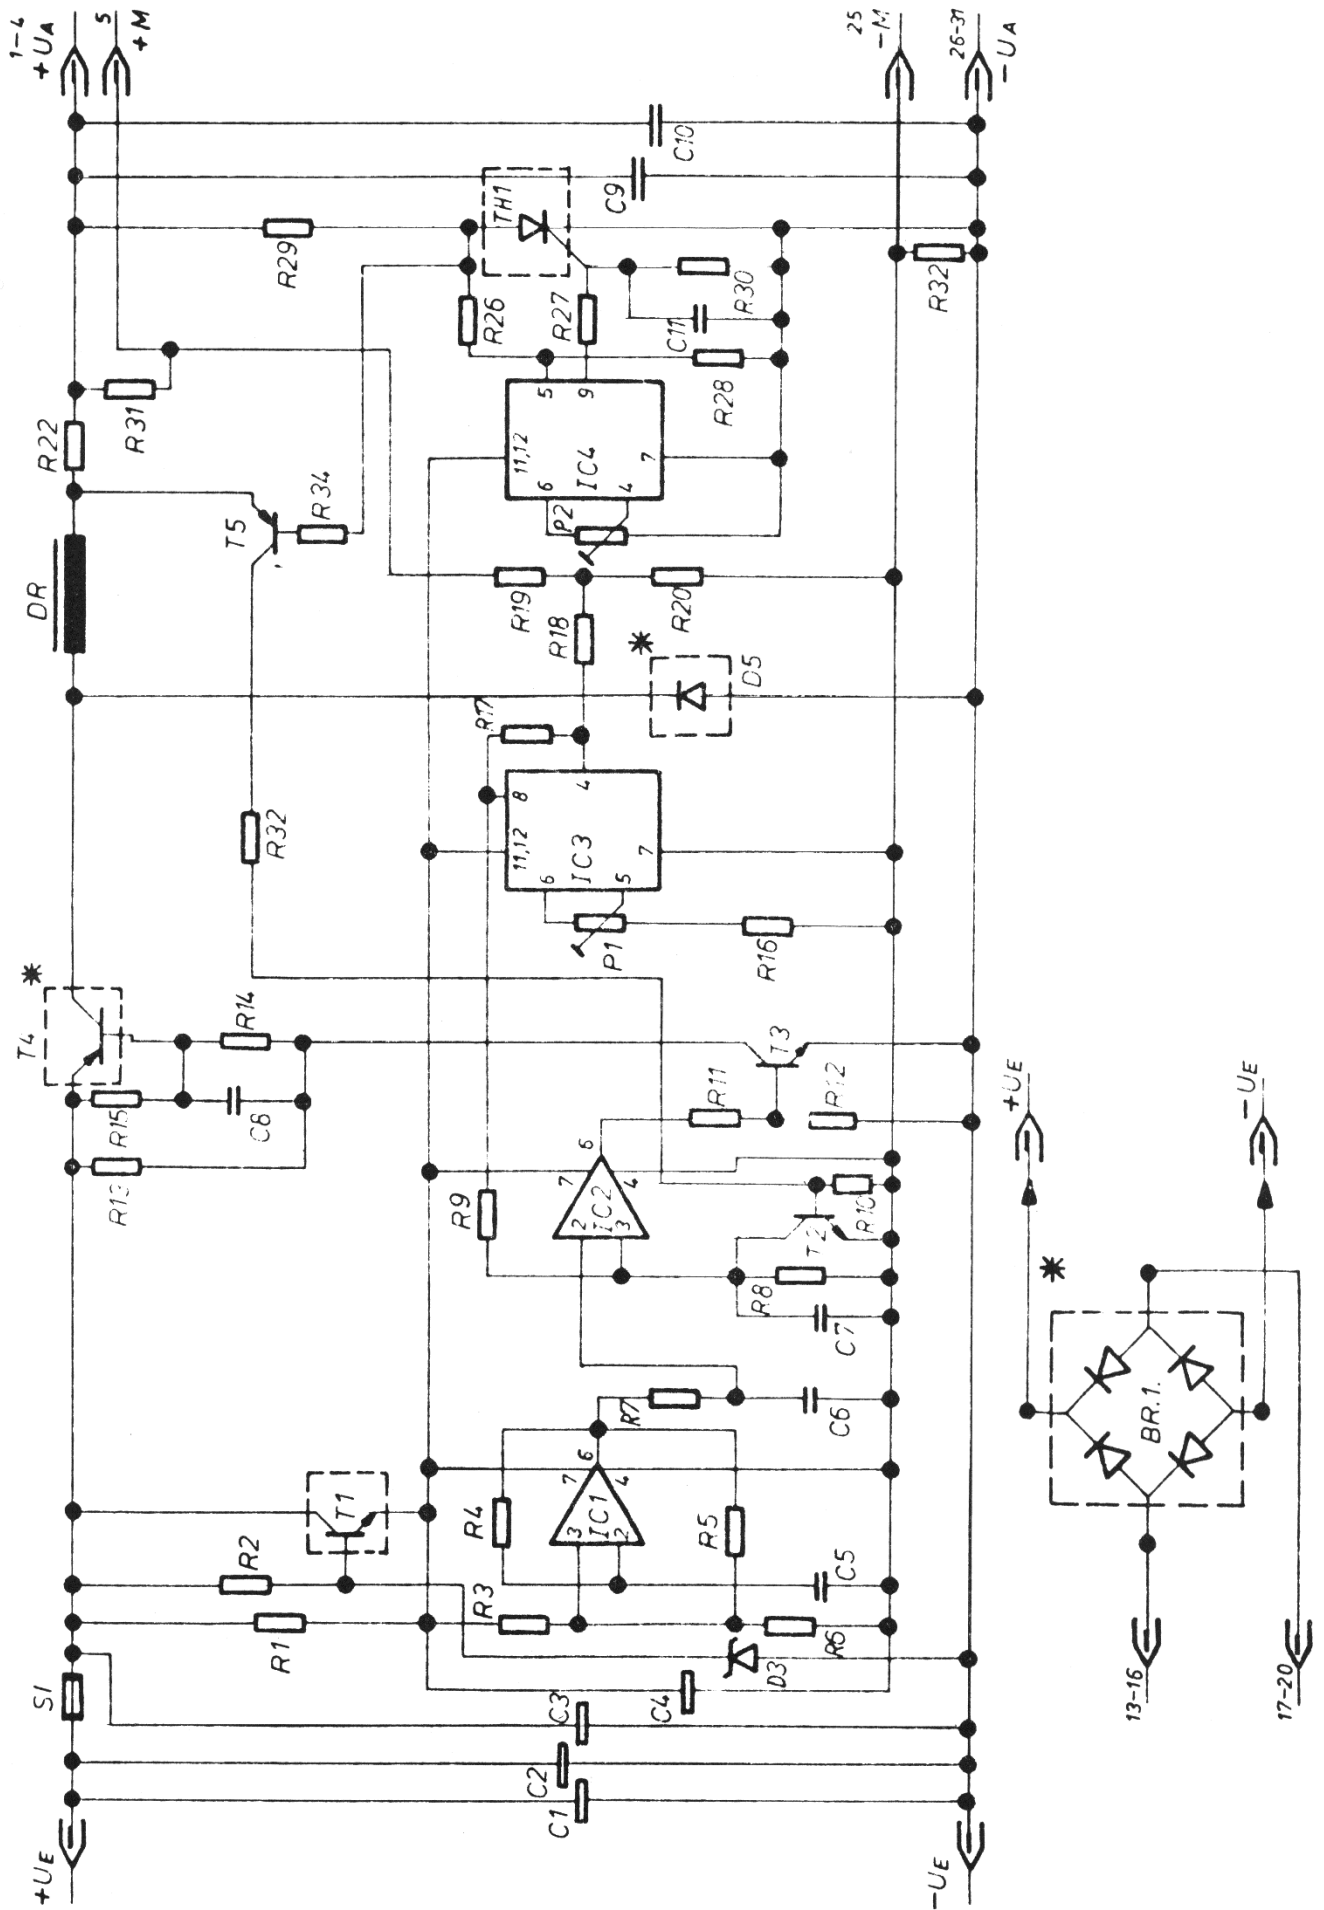 +UE
S1
R13
R15
T4
*
DR
R22
+UA
1-4
5
+M
R1
R2
T1
C8
R14
R32
T5
R34
R31
R29
C1
C2
C3
C4
D3
R3
R4
3
2
IC1
7
6
4
R5
R6
C5
R7
C6
R9
2
3
IC2
7
6
4
R8
C7
T2
R10
R11
T3
R12
P1
R16
6
5
11,12
8
IC3
4
7
R17
R18
R19
R20
*
D5
P2
6
4
11,12
IC4
7
5
9
R26
R27
R28
TH1
C11
R30
C9
C10
R32
25
-M
26-31
-UA
-UE
13-16
17-20
BR.1.
*
+UE
-UE